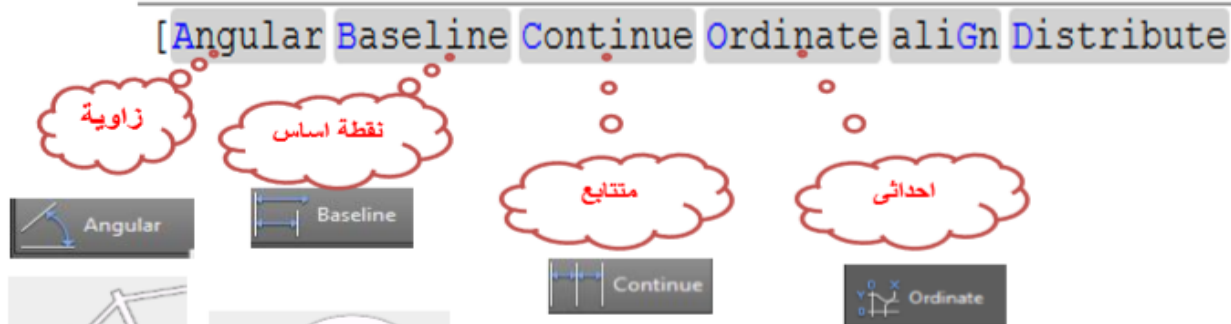 [Angular Baseline Continue Ordinate aliGn Distribute
زاوية
نقطة اساس
متتابع
احداثى
Angular
Baseline
Continue
Ordinate